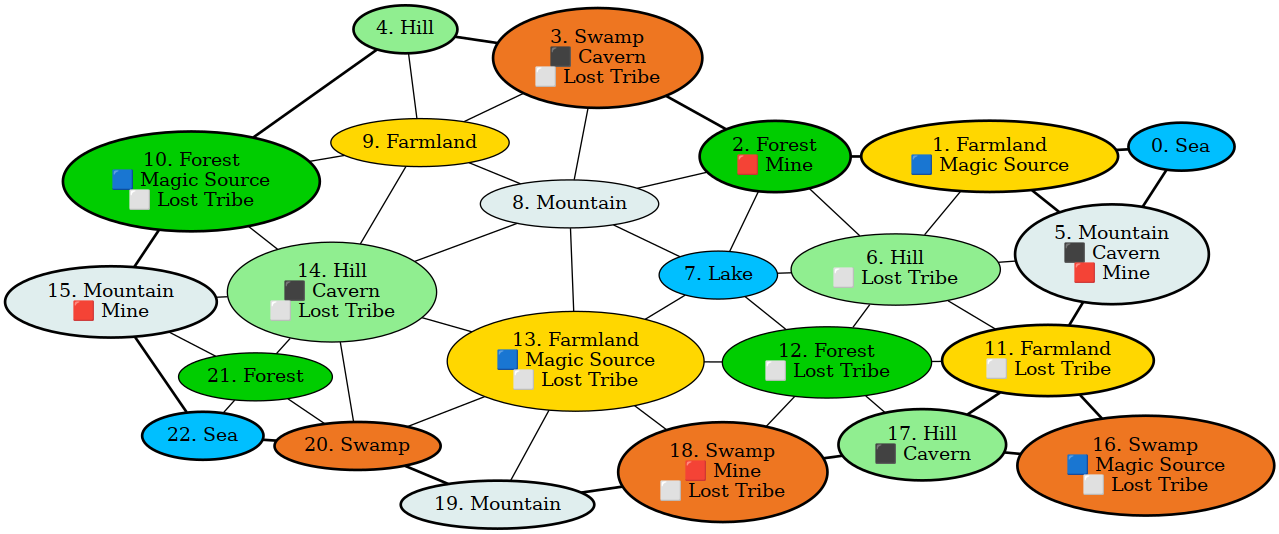 4. Hill
3. Swamp
⬛ Cavern
⬜ Lost Tribe
9. Farmland
2. Forest
🟥 Mine
1. Farmland
🟦 Magic Source
0. Sea
10. Forest
🟦 Magic Source
⬜ Lost Tribe
8. Mountain
5. Mountain
⬛ Cavern
🟥 Mine
7. Lake
6. Hill
⬜ Lost Tribe
15. Mountain
🟥 Mine
14. Hill
⬛ Cavern
⬜ Lost Tribe
13. Farmland
🟦 Magic Source
⬜ Lost Tribe
12. Forest
⬜ Lost Tribe
11. Farmland
⬜ Lost Tribe
21. Forest
22. Sea
20. Swamp
19. Mountain
18. Swamp
🟥 Mine
⬜ Lost Tribe
17. Hill
⬛ Cavern
16. Swamp
🟦 Magic Source
⬜ Lost Tribe